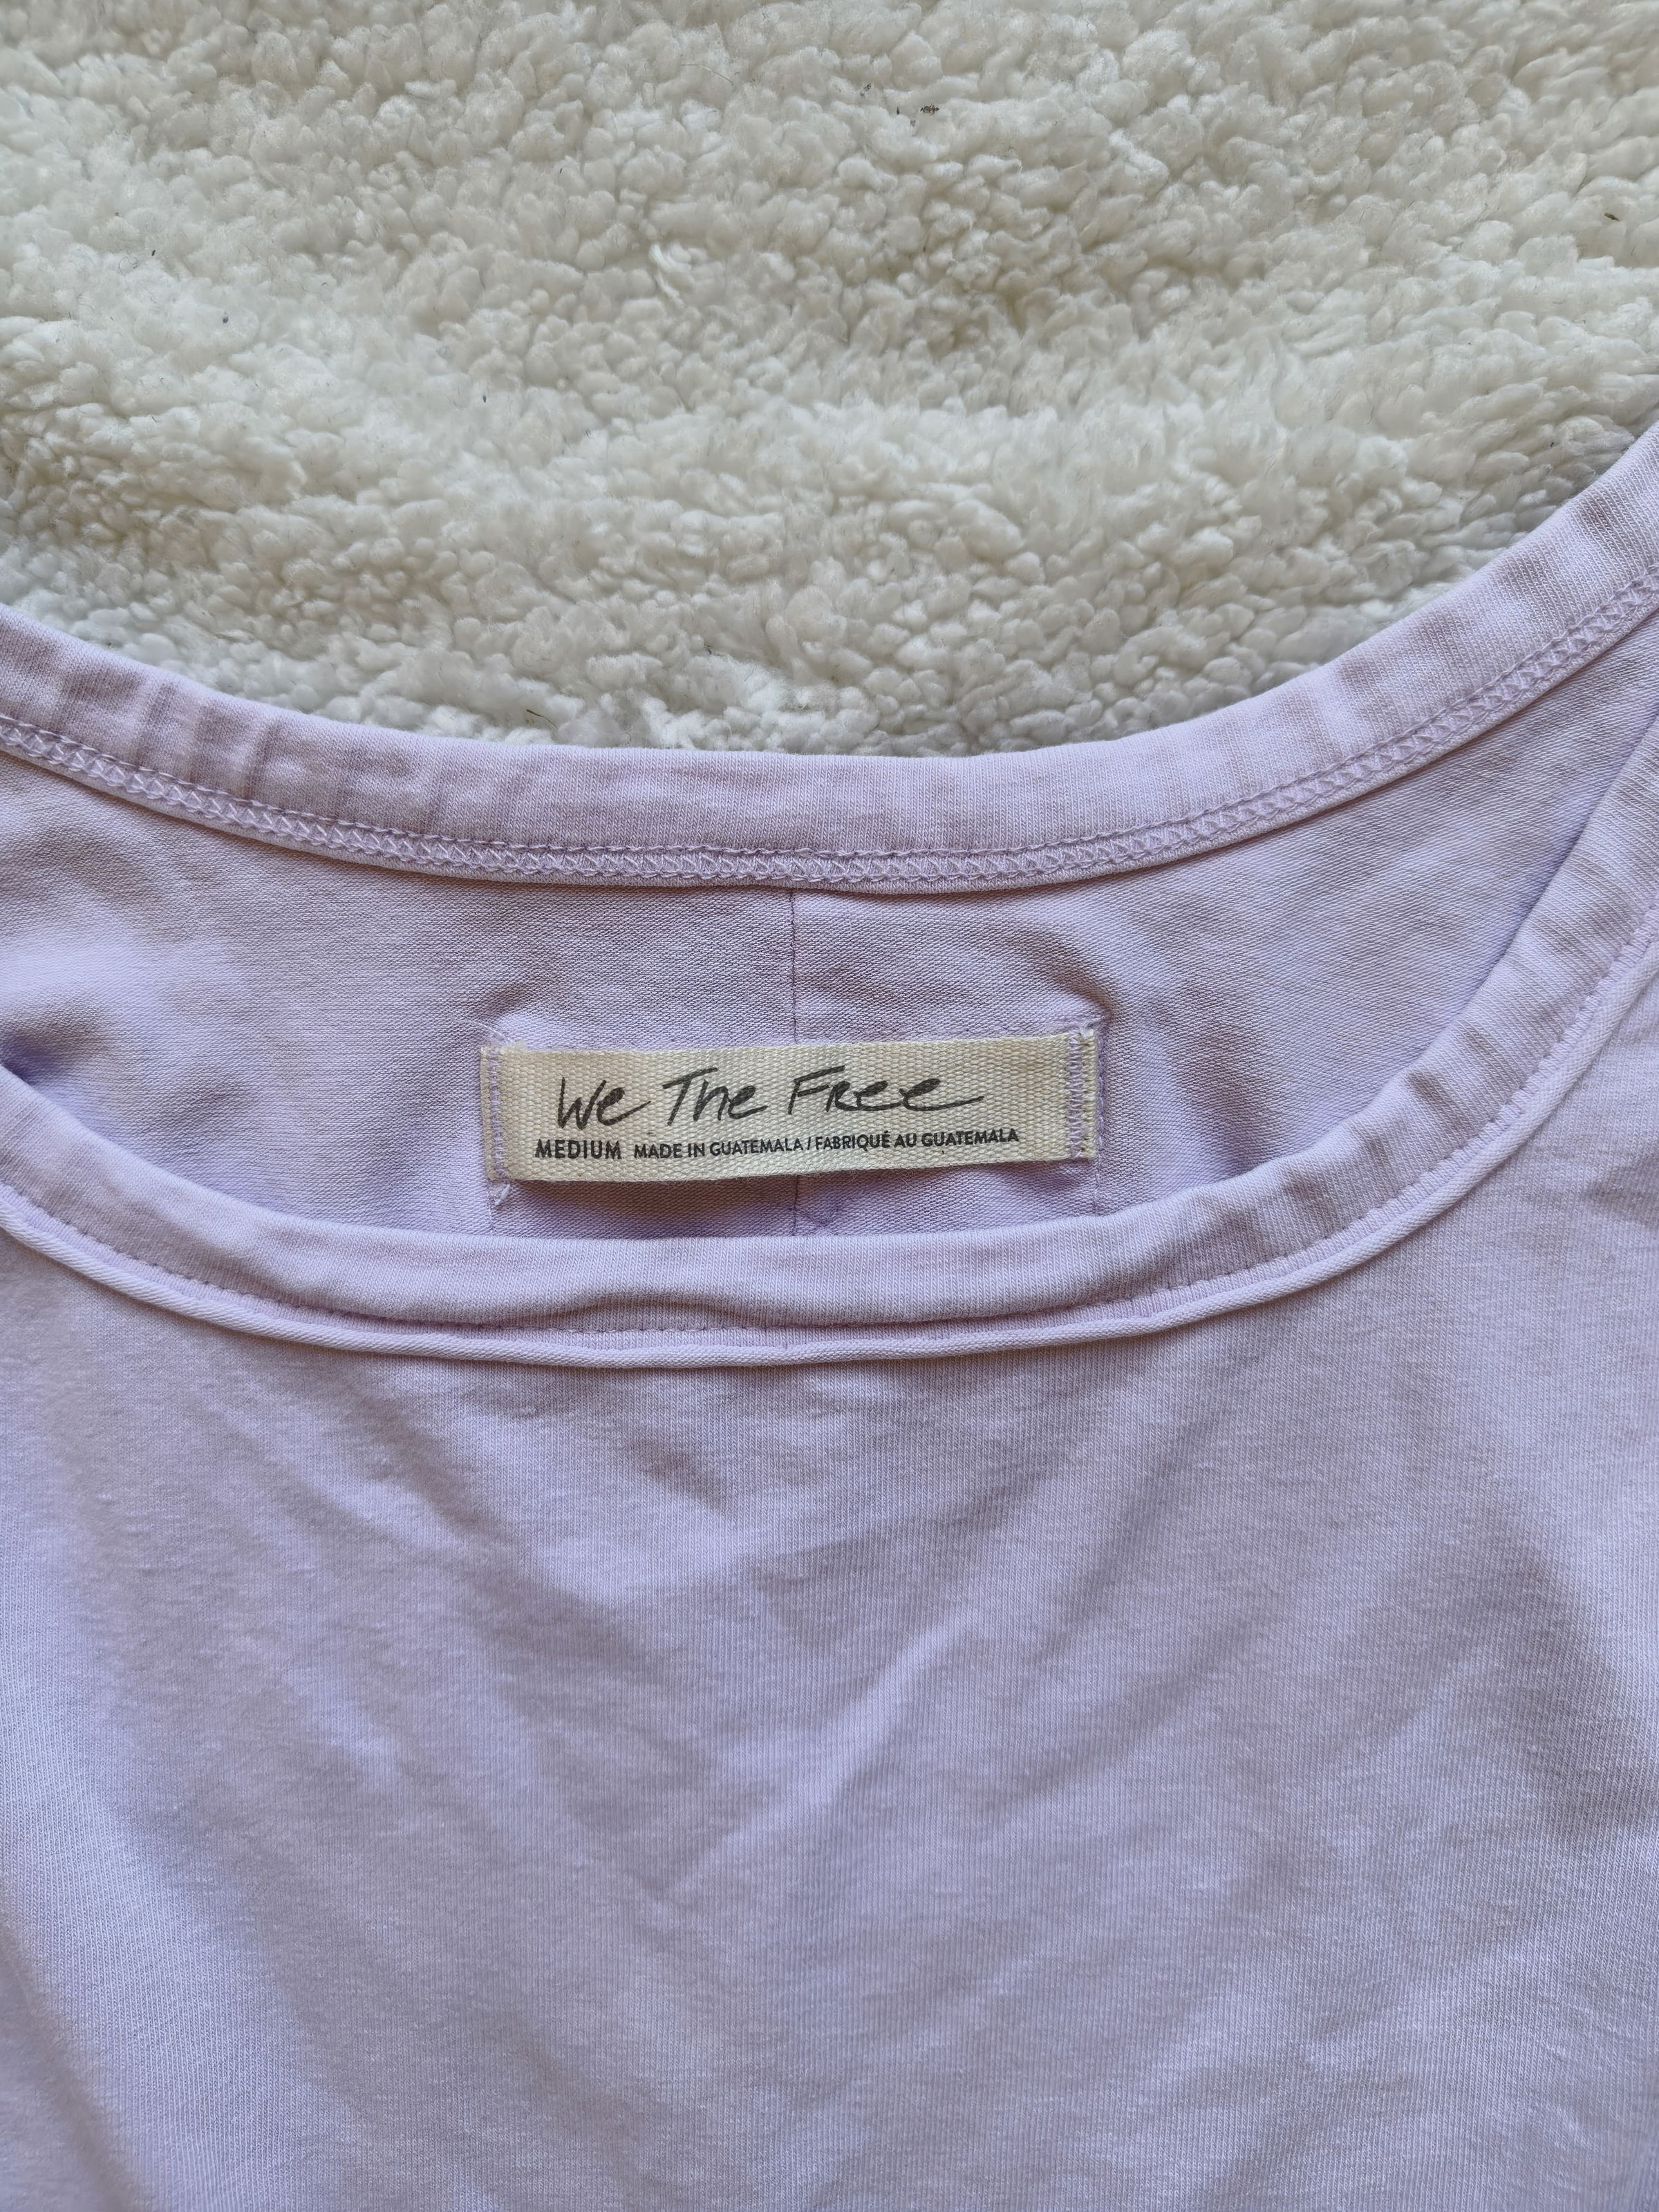 We The Free
MEDIUM MADE IN GUATEMALA / FABRIQUÉ AU GUATEMALA